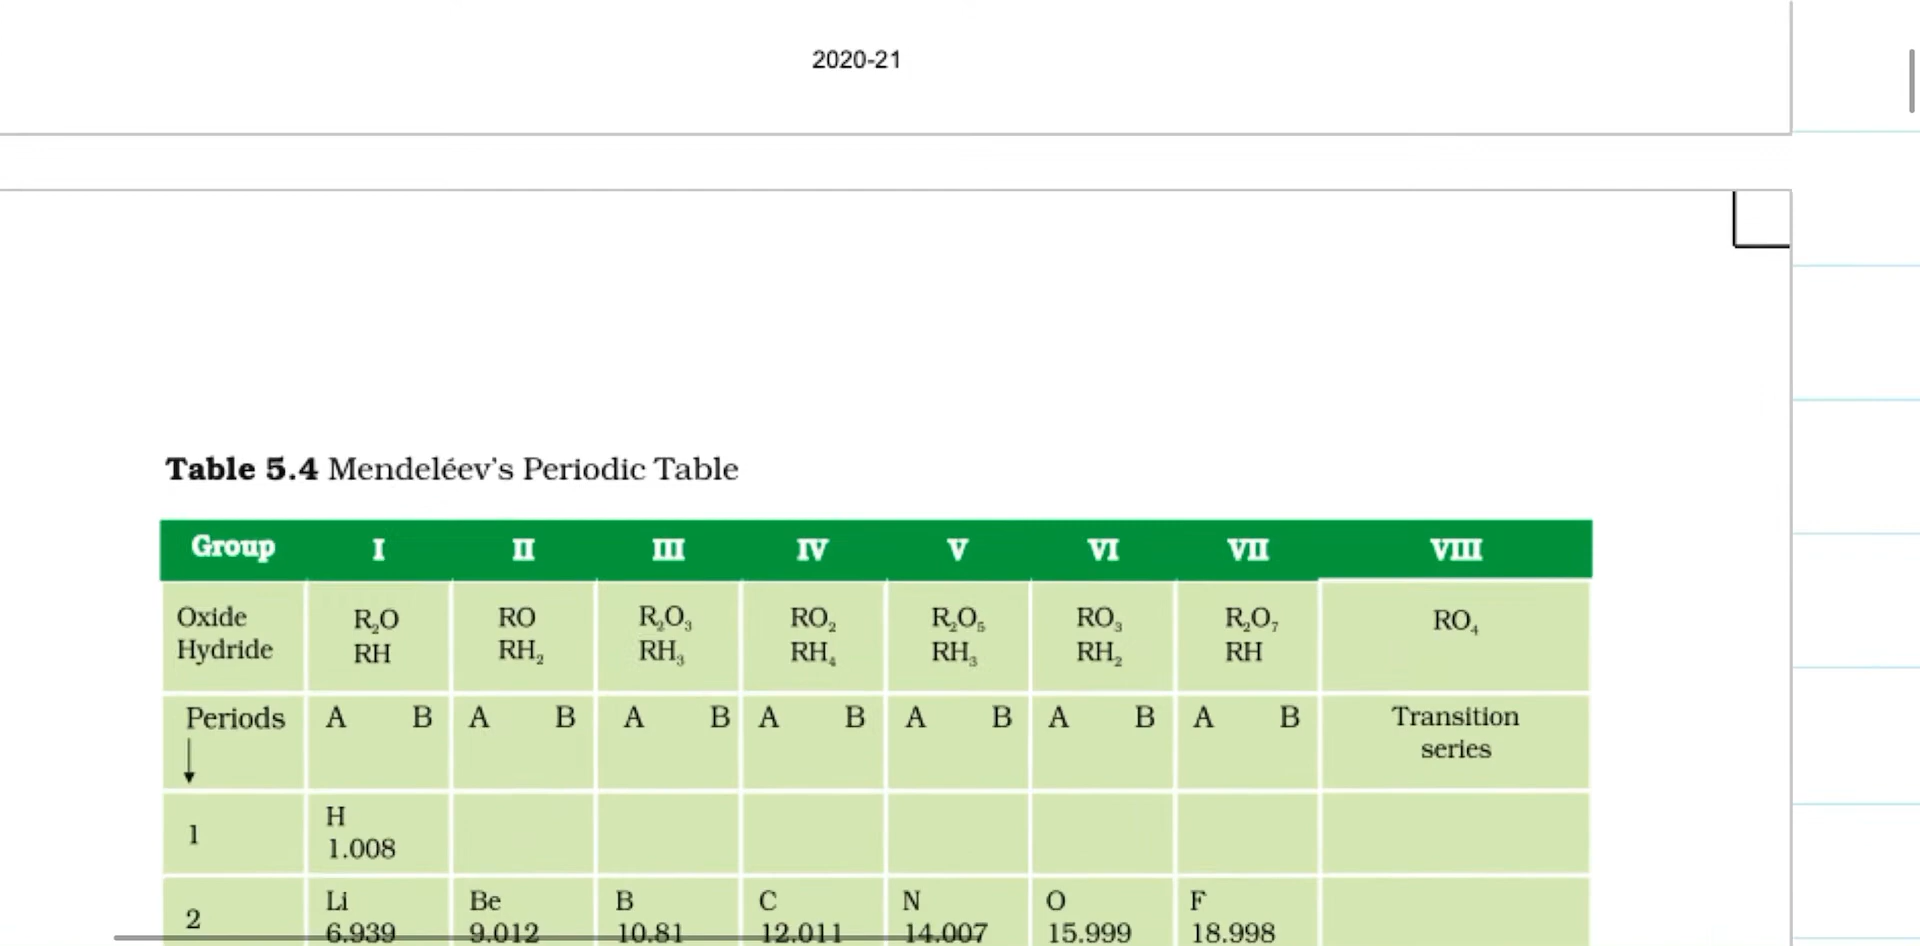 2020-21
Table 5.4 Mendeléev's Periodic Table
Group I II III IV V VI VII VIII
Oxide R₂O RO R₂O₃ RO₂ R₂O₅ RO₃ R₂O₇ RO₄
Hydride RH RH₂ RH₃ RH₄ RH₃ RH₂ RH
Periods A B A B A B A B A B A B A B Transition
↓ series
1 H
1.008
2 Li Be B C N O F
6.939 9.012 10.81 12.011 14.007 15.999 18.998